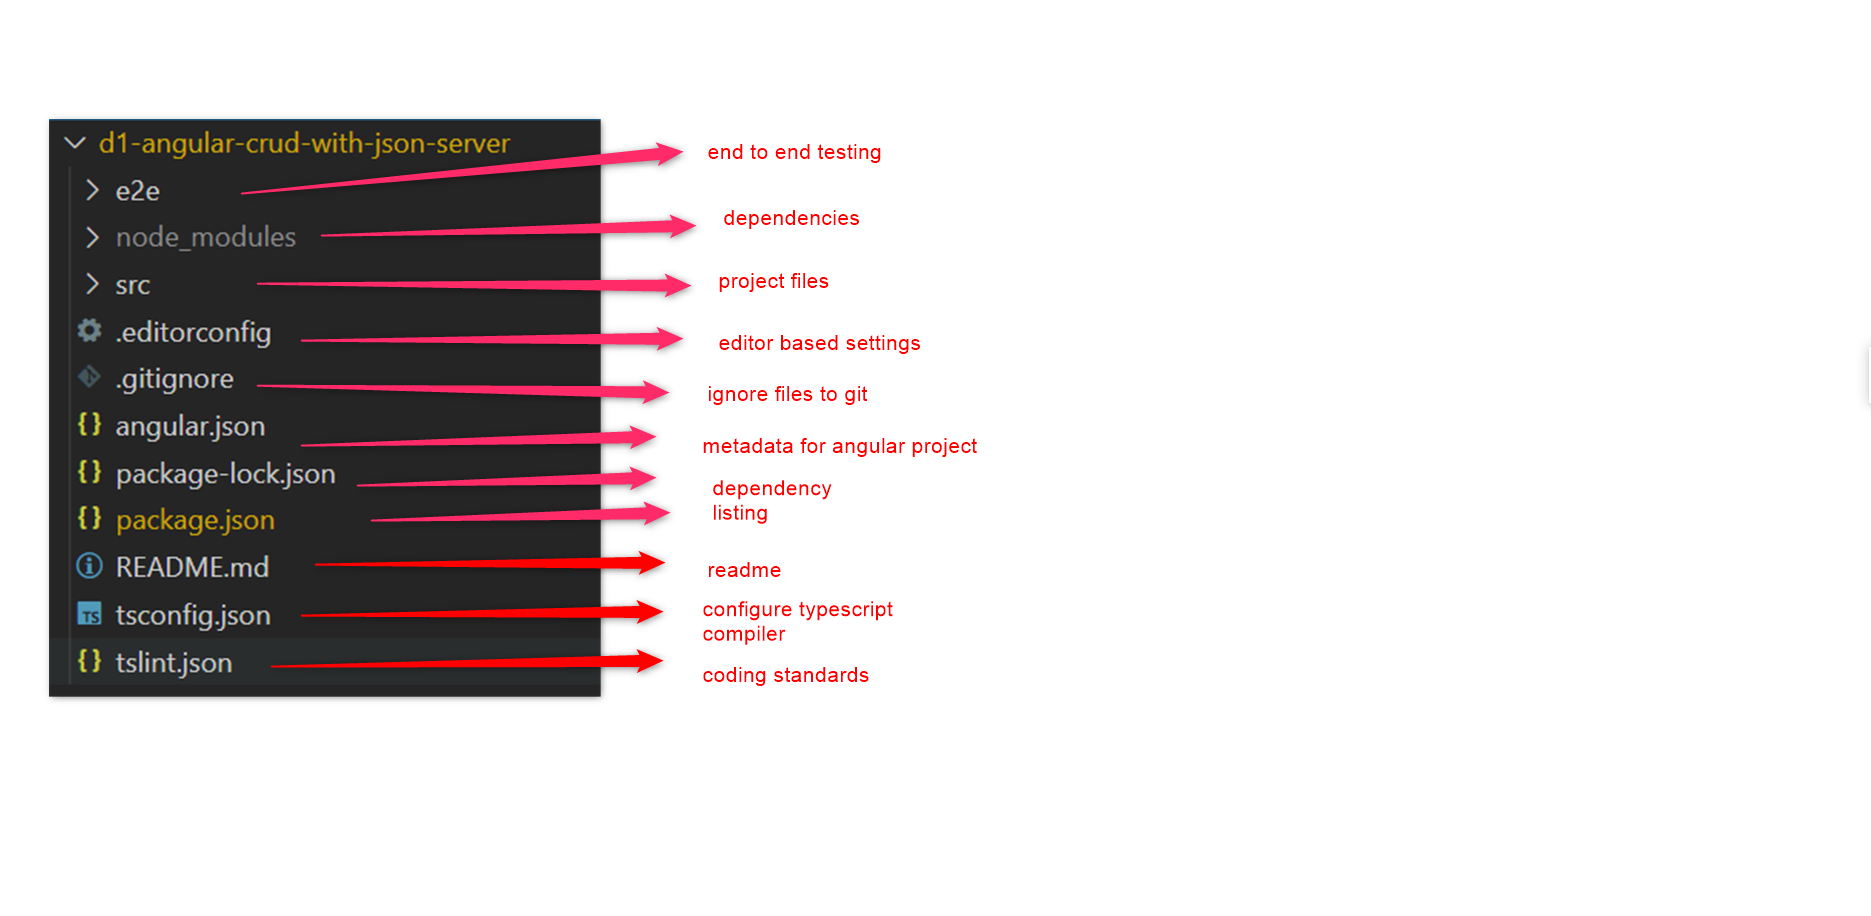 d1-angular-crud-with-json-server
end to end testing
e2e
node_modules
dependencies
src
project files
.editorconfig
editor based settings
.gitignore
ignore files to git
{} angular.json
metadata for angular project
{} package-lock.json
dependency
listing
{} package.json
README.md
readme
TS tsconfig.json
configure typescript
compiler
{} tslint.json
coding standards